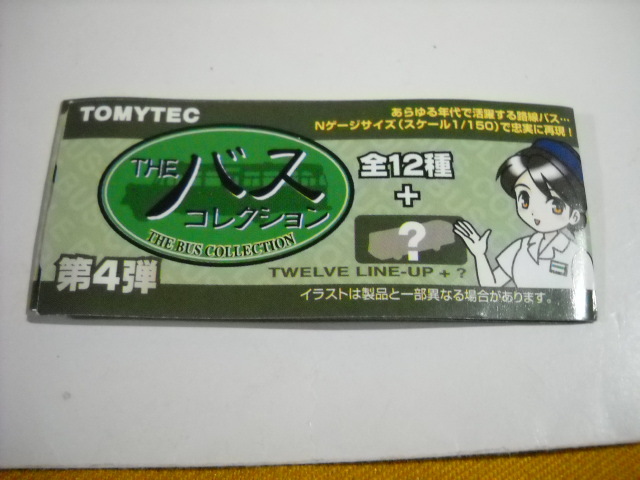 TOMYTEC
あらゆる年代で活躍する路線バス…
Nゲージサイズ(スケール1/150)で忠実に再現!
THE バス
コレクション
THE BUS COLLECTION
全12種
+
?
TWELVE LINE-UP + ?
第4弾
イラストは製品と一部異なる場合があります。